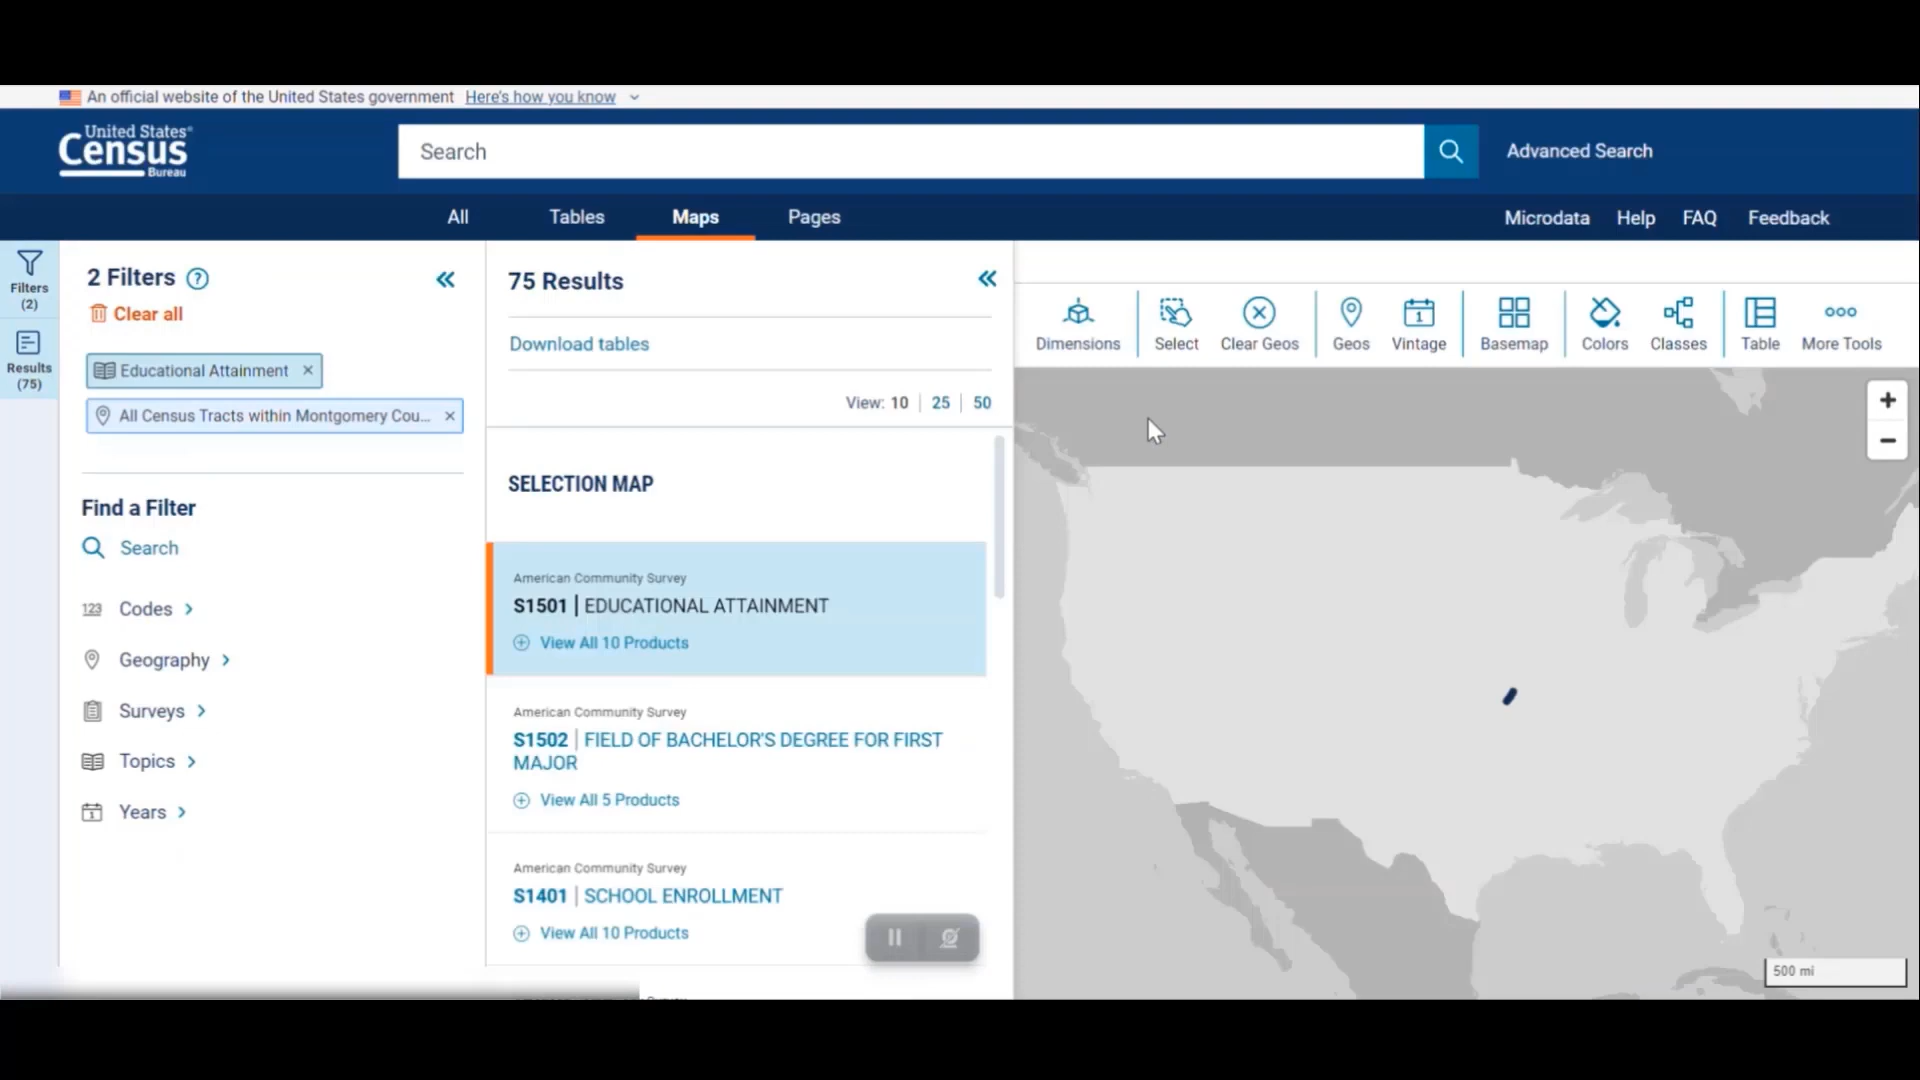 An official website of the United States government Here's how you know
United States®
Census
Bureau
Search
Advanced Search
All Tables Maps Pages
Microdata Help FAQ Feedback
Filters
(2)
Results
(75)
2 Filters ?
Clear all
Educational Attainment ×
All Census Tracts within Montgomery Cou... ×
Find a Filter
Search
123 Codes
Geography
Surveys
Topics
1 Years
75 Results
Download tables
View: 10 | 25 | 50
SELECTION MAP
American Community Survey
S1501 | EDUCATIONAL ATTAINMENT
View All 10 Products
American Community Survey
S1502 | FIELD OF BACHELOR'S DEGREE FOR FIRST
MAJOR
View All 5 Products
American Community Survey
S1401 | SCHOOL ENROLLMENT
View All 10 Products
Dimensions Select Clear Geos Geos Vintage Basemap Colors Classes Table More Tools
1
+
−
500 mi